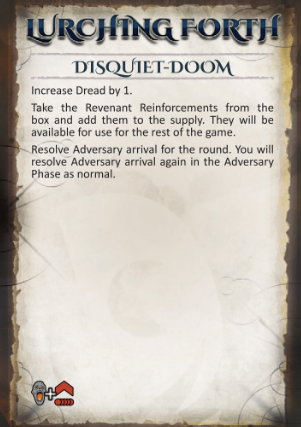 LURCHING FORTH
DISQUIET-DOOM
Increase Dread by 1.
Take the Revenant Reinforcements from the
box and add them to the supply. They will be
available for use for the rest of the game.
Resolve Adversary arrival for the round. You will
resolve Adversary arrival again in the Adversary
Phase as normal.
+